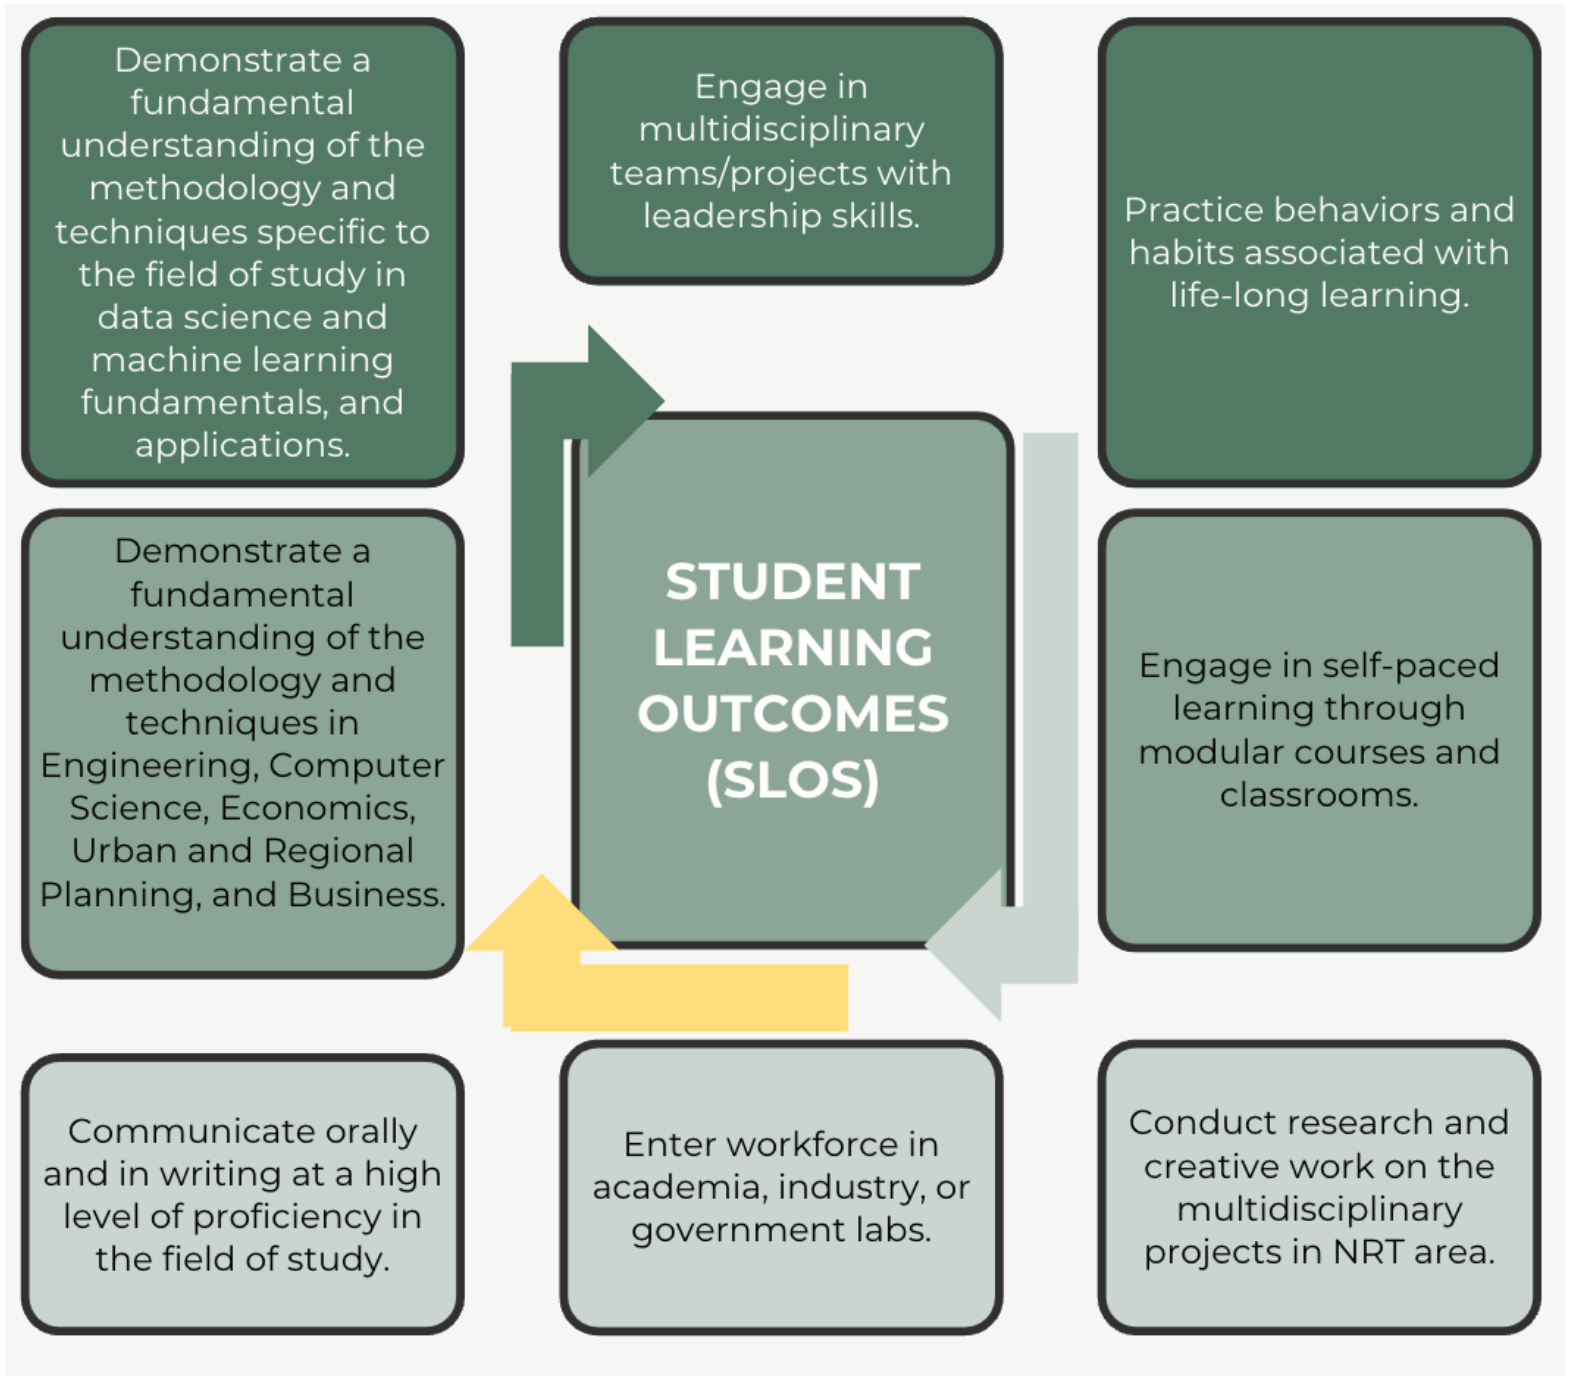 Demonstrate a
fundamental
understanding of the
methodology and
techniques specific to
the field of study in
data science and
machine learning
fundamentals, and
applications.
Engage in
multidisciplinary
teams/projects with
leadership skills.
Practice behaviors and
habits associated with
life-long learning.
Demonstrate a
fundamental
understanding of the
methodology and
techniques in
Engineering, Computer
Science, Economics,
Urban and Regional
Planning, and Business.
STUDENT
LEARNING
OUTCOMES
(SLOS)
Engage in self-paced
learning through
modular courses and
classrooms.
Communicate orally
and in writing at a high
level of proficiency in
the field of study.
Enter workforce in
academia, industry, or
government labs.
Conduct research and
creative work on the
multidisciplinary
projects in NRT area.